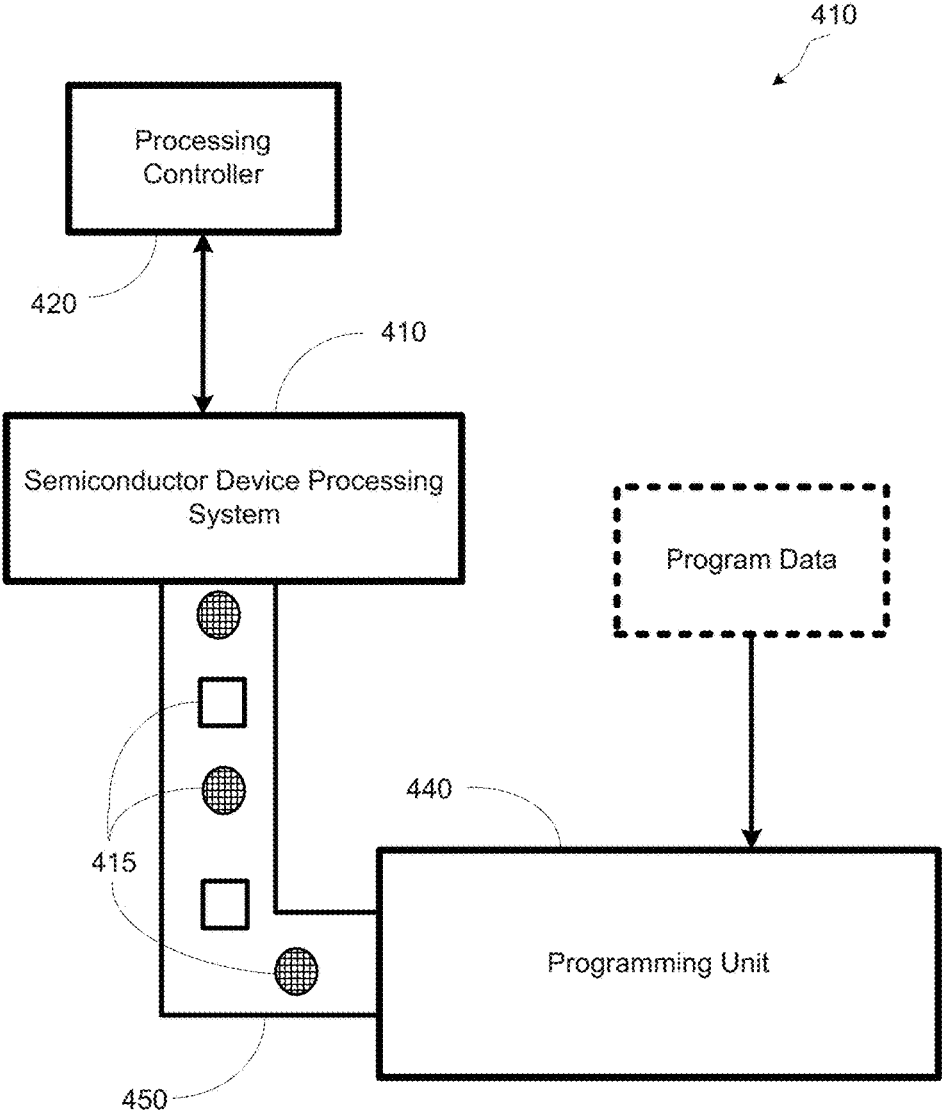 410
Processing
Controller
420
410
Semiconductor Device Processing
System
Program Data
440
415
Programming Unit
450